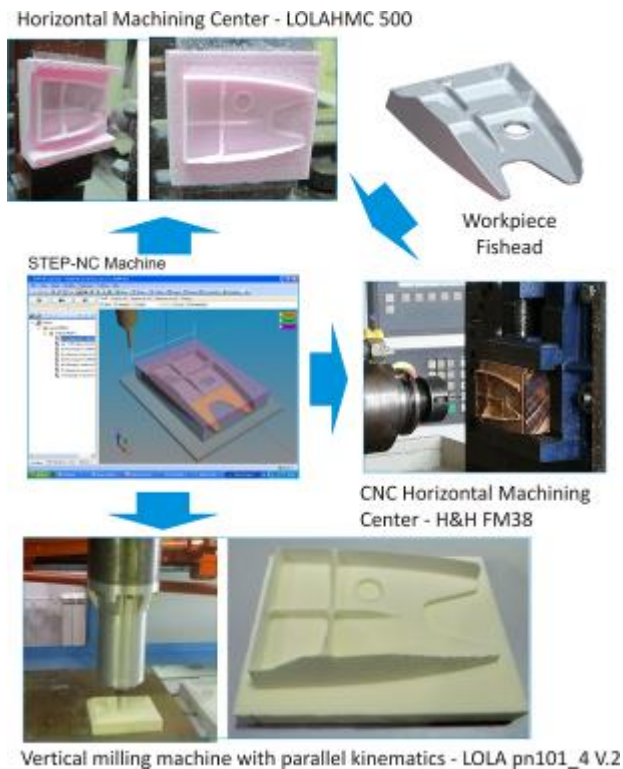 Horizontal Machining Center - LOLAHMC 500
Workpiece
Fishead
STEP-NC Machine
CNC Horizontal Machining
Center - H&H FM38
Vertical milling machine with parallel kinematics - LOLA pn101_4 V.2